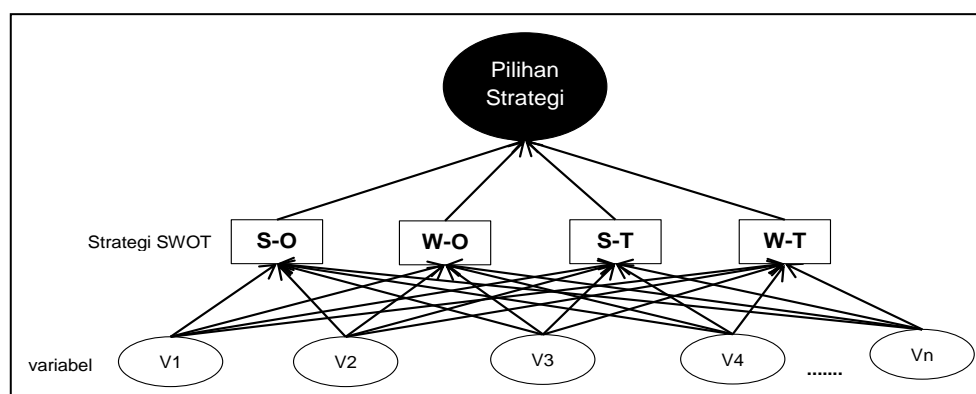 Pilihan
Strategi
Strategi SWOT
S-O
W-O
S-T
W-T
variabel
V1
V2
V3
V4
.......
Vn